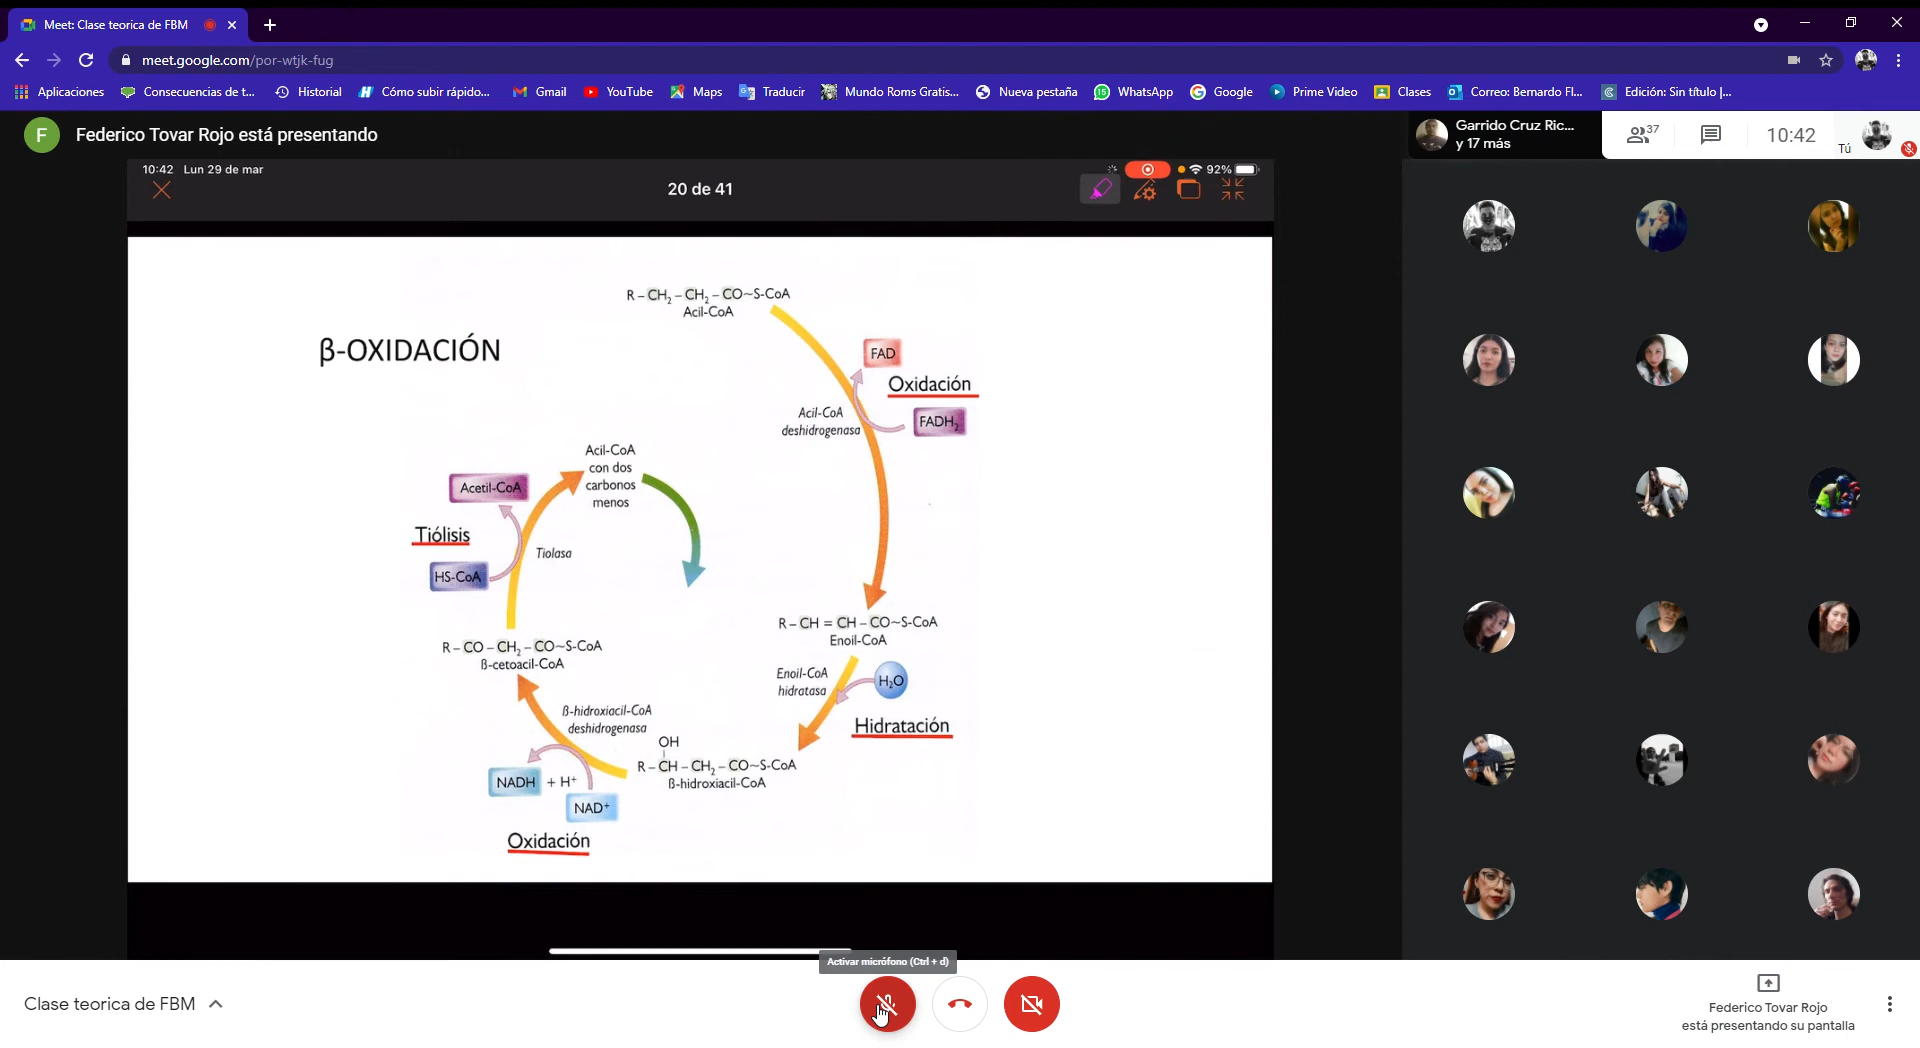 Meet: Clase teorica de FBM
meet.google.com/por-wtjk-fug
Aplicaciones
Consecuencias de t...
Historial
Cómo subir rápido...
Gmail
YouTube
Maps
Traducir
Mundo Roms Gratis...
Nueva pestaña
WhatsApp
Google
Prime Video
Clases
Correo: Bernardo Fl...
Edición: Sin título |...
F
Federico Tovar Rojo está presentando
Garrido Cruz Ric...
y 17 más
37
10:42
Tú
10:42 Lun 29 de mar
92%
20 de 41
β-OXIDACIÓN
R – CH₂ – CH₂ – CO~S-CoA
Acil-CoA
FAD
Oxidación
Acil-CoA
deshidrogenasa
FADH₂
Acil-CoA
con dos
carbonos
menos
Acetil-CoA
Tiólisis
Tiolasa
HS-CoA
R – CH = CH – CO~S-CoA
Enoil-CoA
Enoil-CoA
hidratasa
H₂O
Hidratación
R – CO – CH₂ – CO~S-CoA
ß-cetoacil-CoA
ß-hidroxiacil-CoA
deshidrogenasa
OH
R – CH – CH₂ – CO~S-CoA
ß-hidroxiacil-CoA
NADH + H⁺
NAD⁺
Oxidación
Activar micrófono (Ctrl + d)
Clase teorica de FBM
Federico Tovar Rojo
está presentando su pantalla